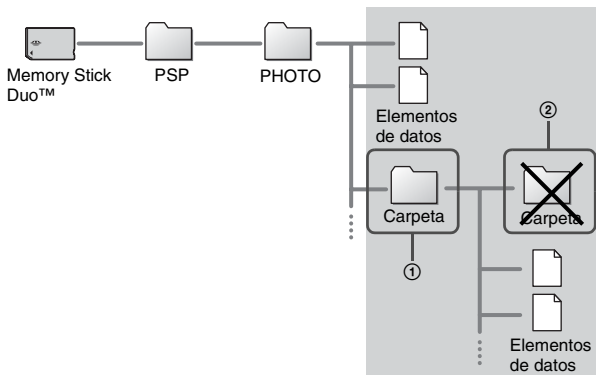 Memory Stick
Duo™
PSP
PHOTO
Elementos
de datos
②
Carpeta
Carpeta
①
Elementos
de datos